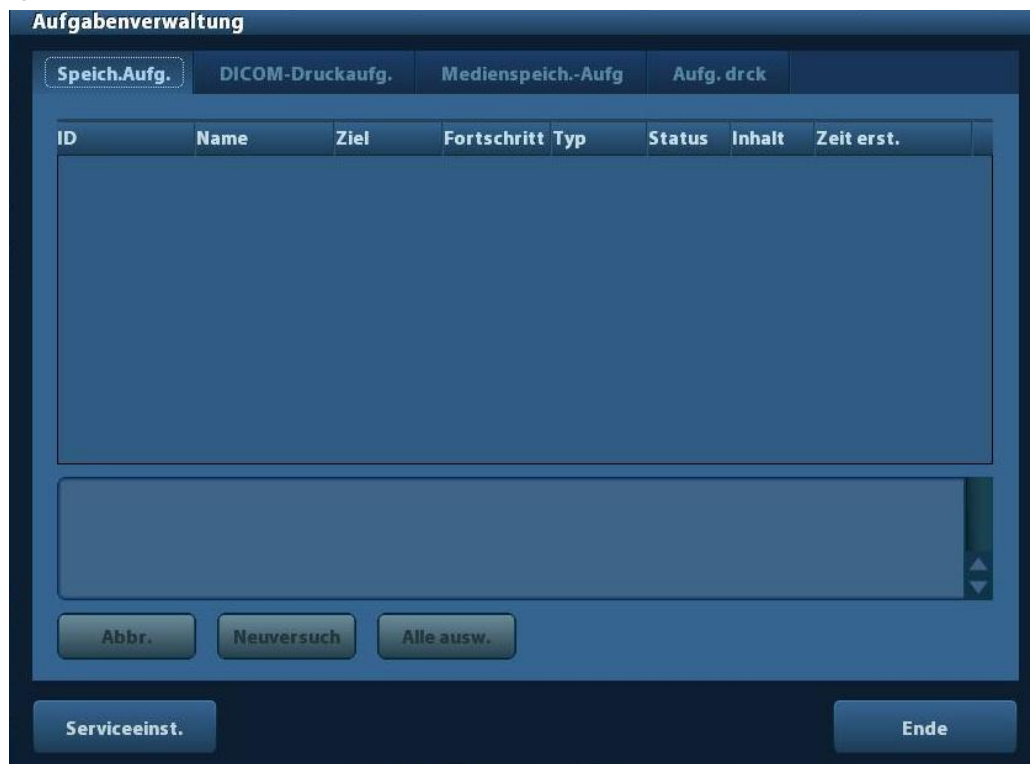 Aufgabenverwaltung
Speich.Aufg. DICOM-Druckaufg. Medienspeich.-Aufg Aufg. drck
ID Name Ziel Fortschritt Typ Status Inhalt Zeit erst.
Abbr. Neuversuch Alle ausw.
Serviceeinst. Ende